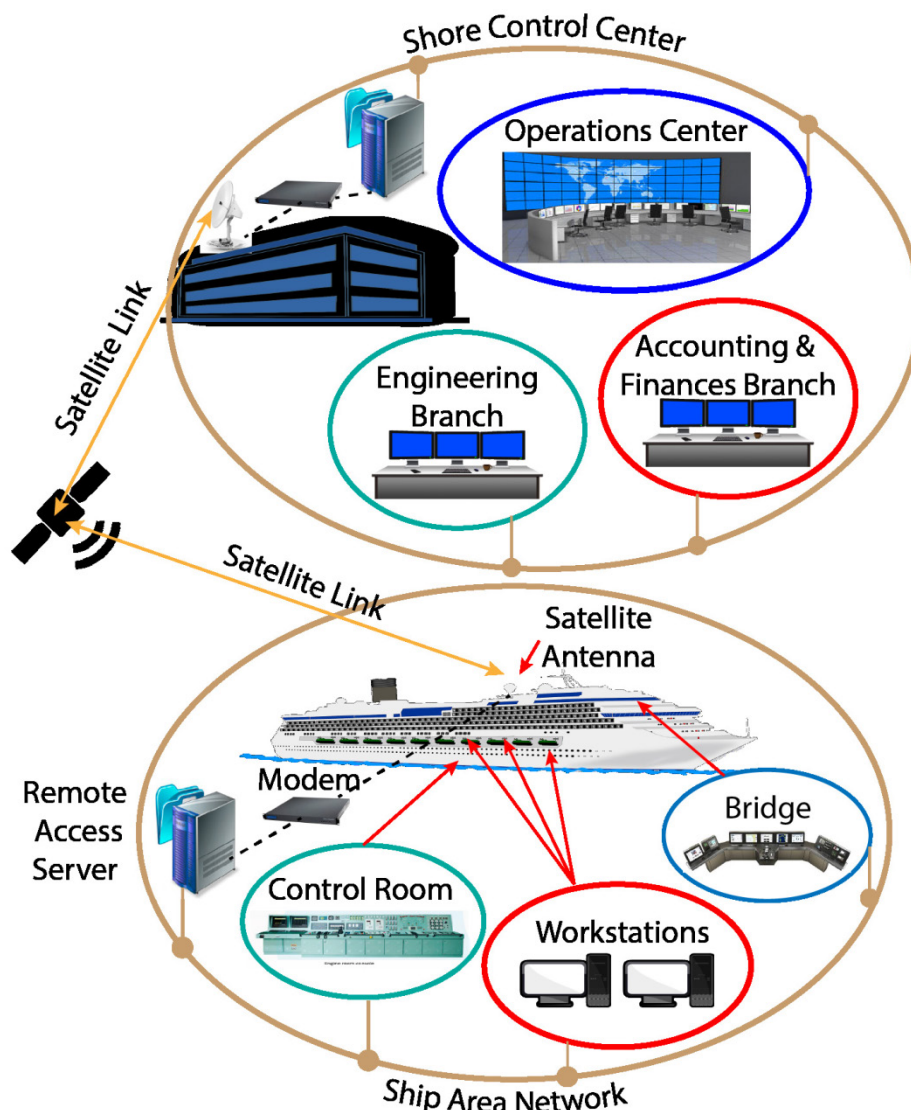 Shore Control Center
Operations Center
Satellite Link
Engineering
Branch
Accounting &
Finances Branch
Satellite Link
Satellite
Antenna
Modem
Remote
Access
Server
Bridge
Control Room
Workstations
Ship Area Network